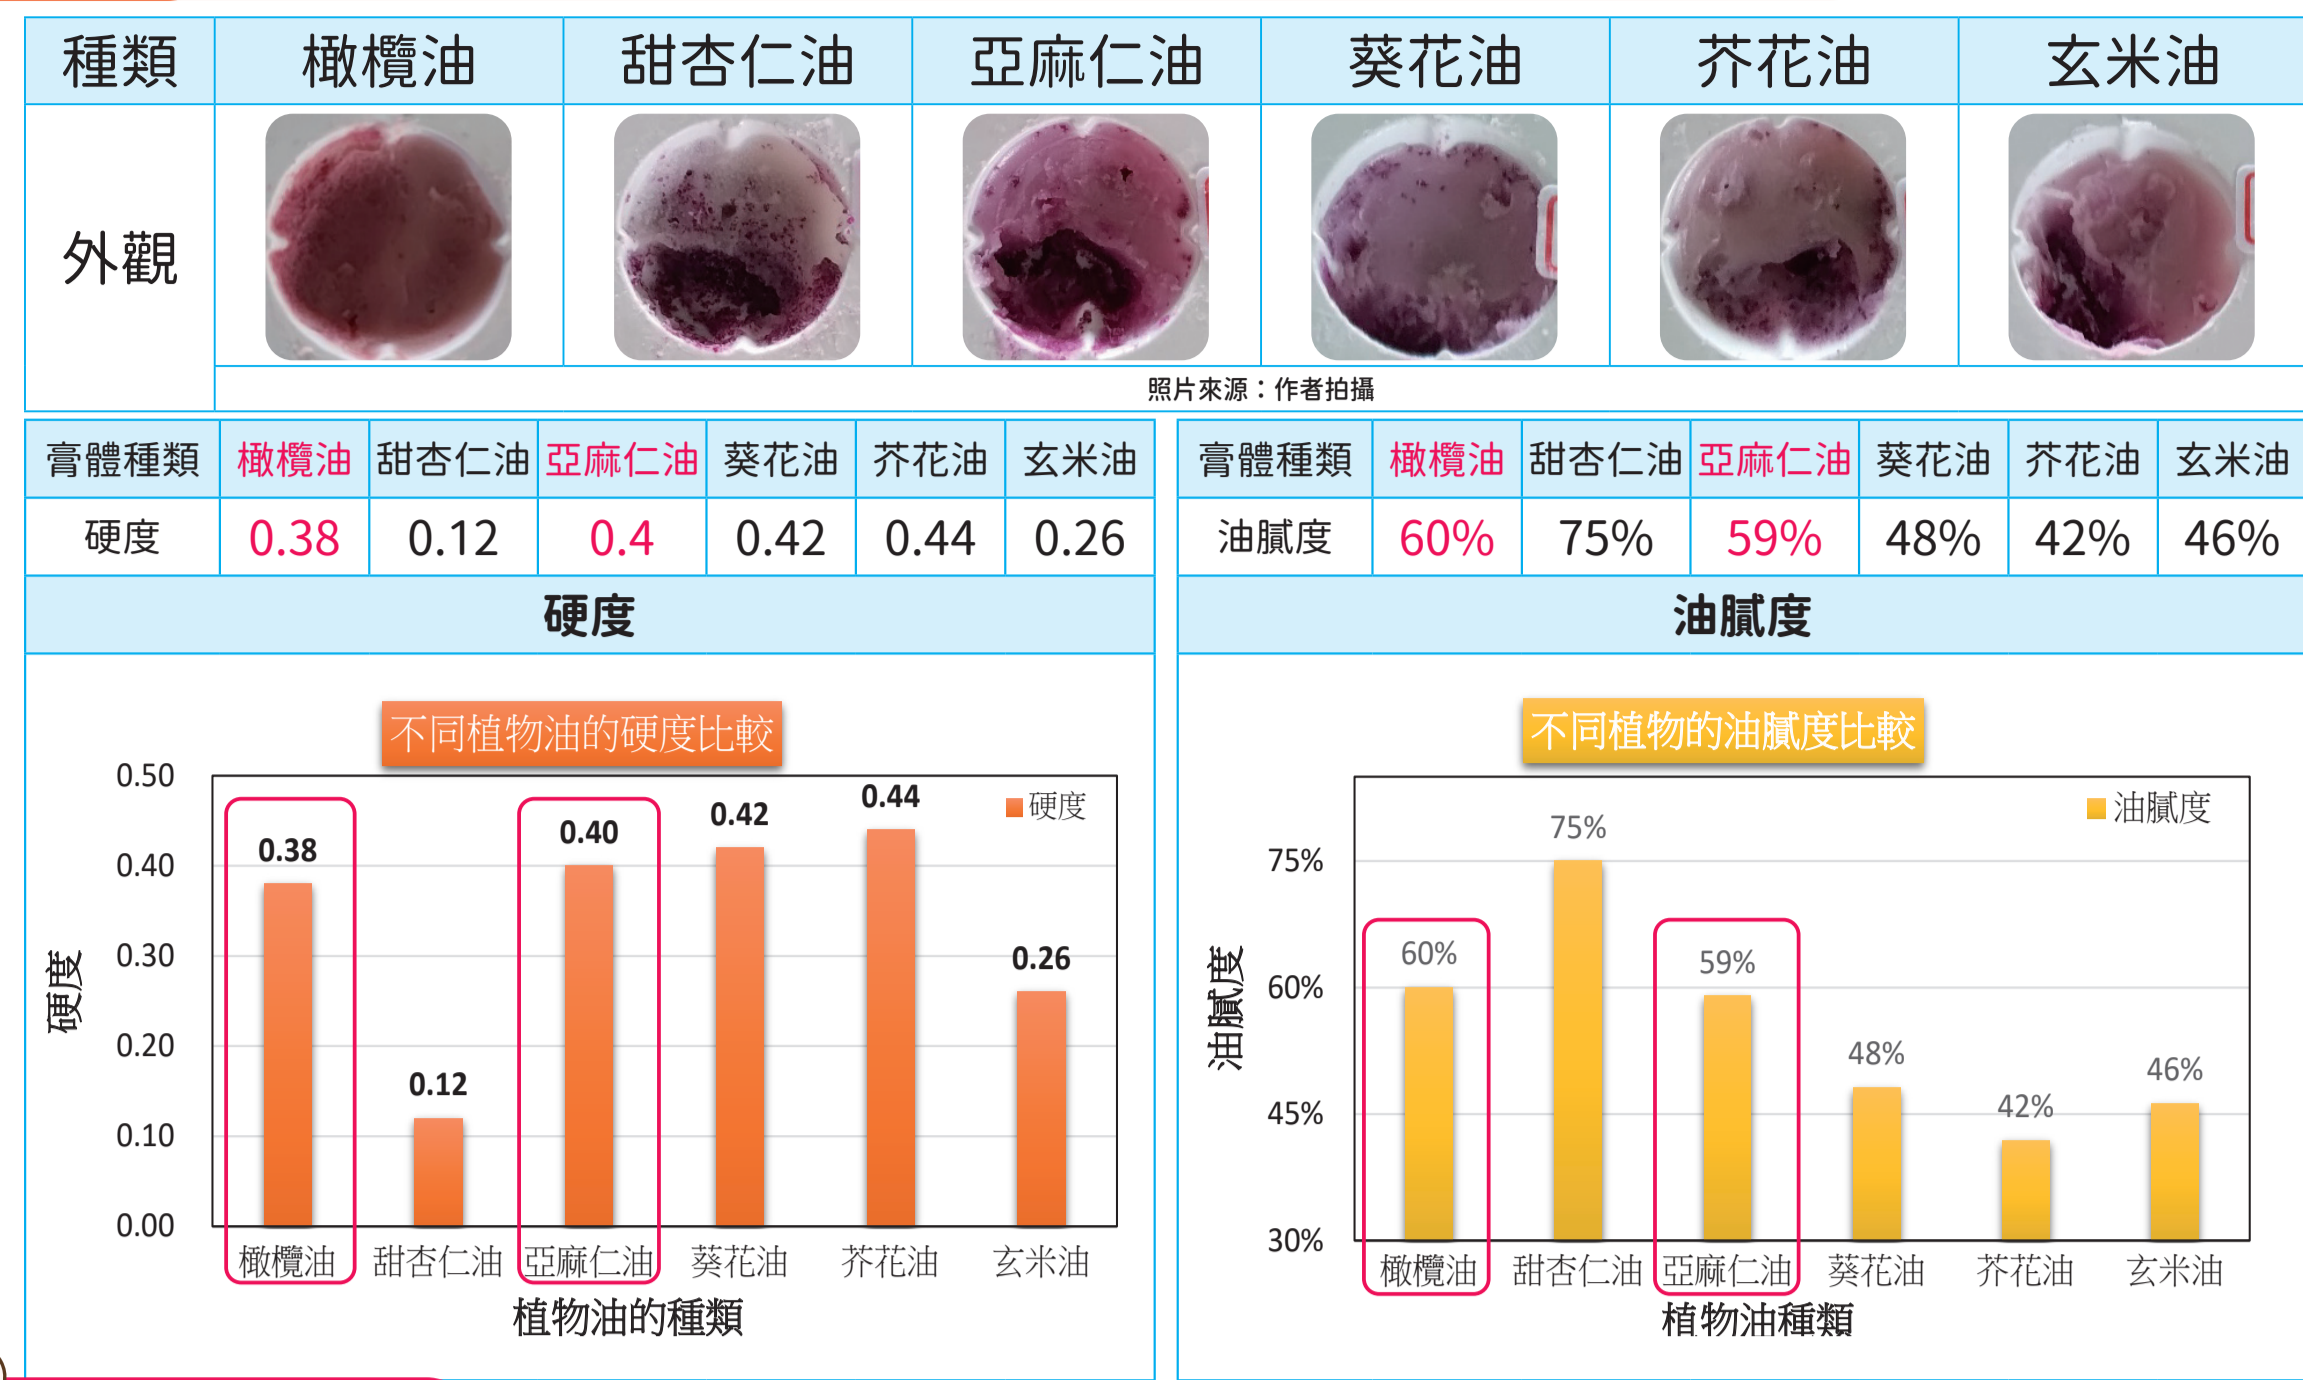 種類 橄欖油 甜杏仁油 亞麻仁油 葵花油 芥花油 玄米油
外觀
照片來源：作者拍攝
膏體種類 橄欖油 甜杏仁油 亞麻仁油 葵花油 芥花油 玄米油
硬度 0.38 0.12 0.4 0.42 0.44 0.26
硬度
不同植物油的硬度比較
硬度
0.50
0.40
0.30
0.20
0.10
0.00
硬度
0.38 0.12 0.40 0.42 0.44 0.26
橄欖油 甜杏仁油 亞麻仁油 葵花油 芥花油 玄米油
植物油的種類
膏體種類 橄欖油 甜杏仁油 亞麻仁油 葵花油 芥花油 玄米油
油膩度 60% 75% 59% 48% 42% 46%
油膩度
不同植物的油膩度比較
油膩度
75%
60%
45%
30%
油膩度
60% 75% 59% 48% 42% 46%
橄欖油 甜杏仁油 亞麻仁油 葵花油 芥花油 玄米油
植物油種類